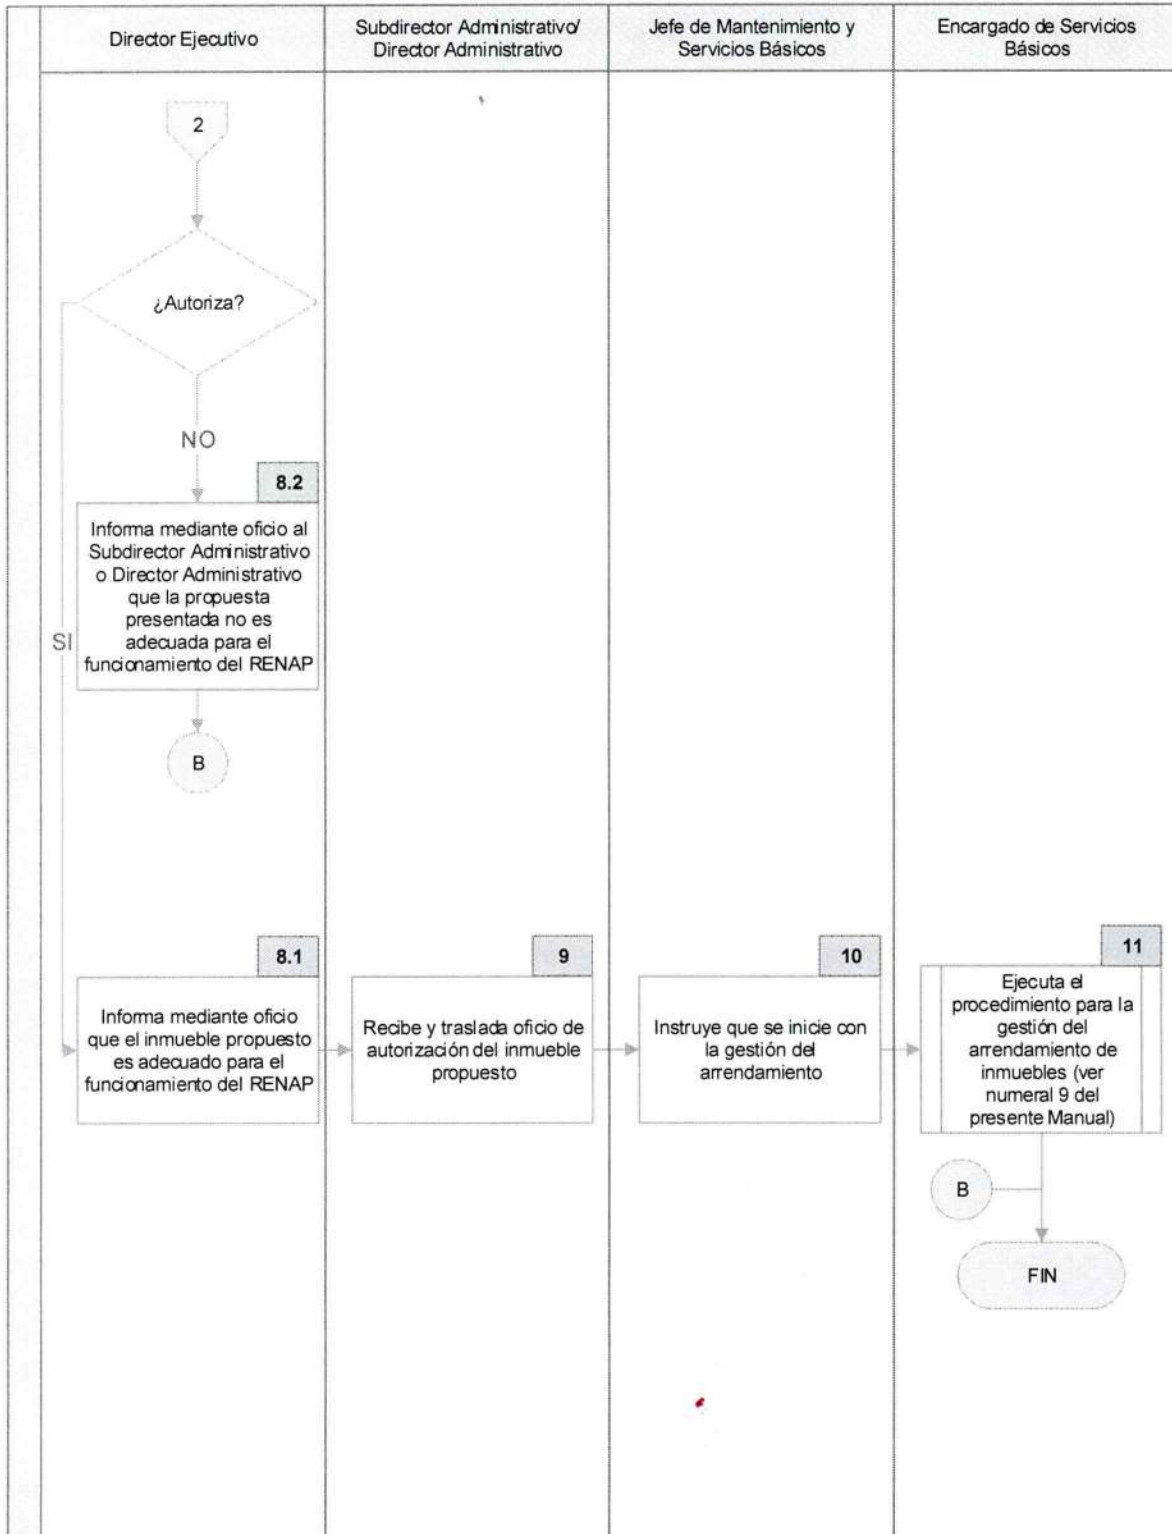 Director Ejecutivo
Subdirector Administrativo/
Director Administrativo
Jefe de Mantenimiento y
Servicios Básicos
Encargado de Servicios
Básicos
2
¿Autoriza?
NO
8.2
Informa mediante oficio al
Subdirector Administrativo
o Director Administrativo
que la propuesta
presentada no es
adecuada para el
funcionamiento del RENAP
SI
B
8.1
Informa mediante oficio
que el inmueble propuesto
es adecuado para el
funcionamiento del RENAP
9
Recibe y traslada oficio de
autorización del inmueble
propuesto
10
Instruye que se inicie con
la gestión del
arrendamiento
11
Ejecuta el
procedimiento para la
gestión del
arrendamiento de
inmuebles (ver
numeral 9 del
presente Manual)
B
FIN